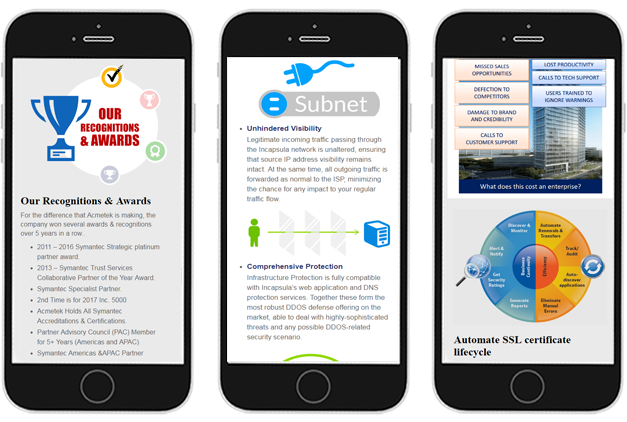 OUR
RECOGNITIONS
& AWARDS
Our Recognitions & Awards
For the difference that Acmetek is making, the
company won several awards & recognitions
over 5 years in a row.
2011 – 2016 Symantec Strategic platinum
partner award.
2013 – Symantec Trust Services
Collaborative Partner of the Year Award.
Symantec Specialist Partner.
2nd Time is for 2017 Inc. 5000
Acmetek Holds All Symantec
Accreditations & Certifications.
Partner Advisory Council (PAC) Member
for 5+ Years (Americas and APAC)
Symantec Americas &APAC Partner
Subnet
Unhindered Visibility
Legitimate incoming traffic passing through
the Incapsula network is unaltered, ensuring
that source IP address visibility remains
intact. At the same time, all outgoing traffic is
forwarded as normal to the ISP, minimizing
the chance for any impact to your regular
traffic flow.
Comprehensive Protection
Infrastructure Protection is fully compatible
with Incapsula's web application and DNS
protection services. Together these form the
most robust DDOS defense offering on the
market, able to deal with highly-sophisticated
threats and any possible DDOS-related
security scenario
MISSED SALES
OPPORTUNITIES
DEFECTION TO
COMPETITORS
DAMAGE TO BRAND
AND CREDIBILITY
CALLS TO
CUSTOMER SUPPORT
LOST PRODUCTIVITY
CALLS TO TECH SUPPORT
USERS TRAINED TO
IGNORE WARNINGS
What does this cost an enterprise?
Discover &
Monitor
Automate
Renewals &
Transfers
Alert &
Notify
Track/
Audit
Business
Continuity
Efficiency
Get
Security
Ratings
Auto-
discover
applications
Generate
Reports
Eliminate
Manual
Errors
Automate SSL certificate
lifecycle